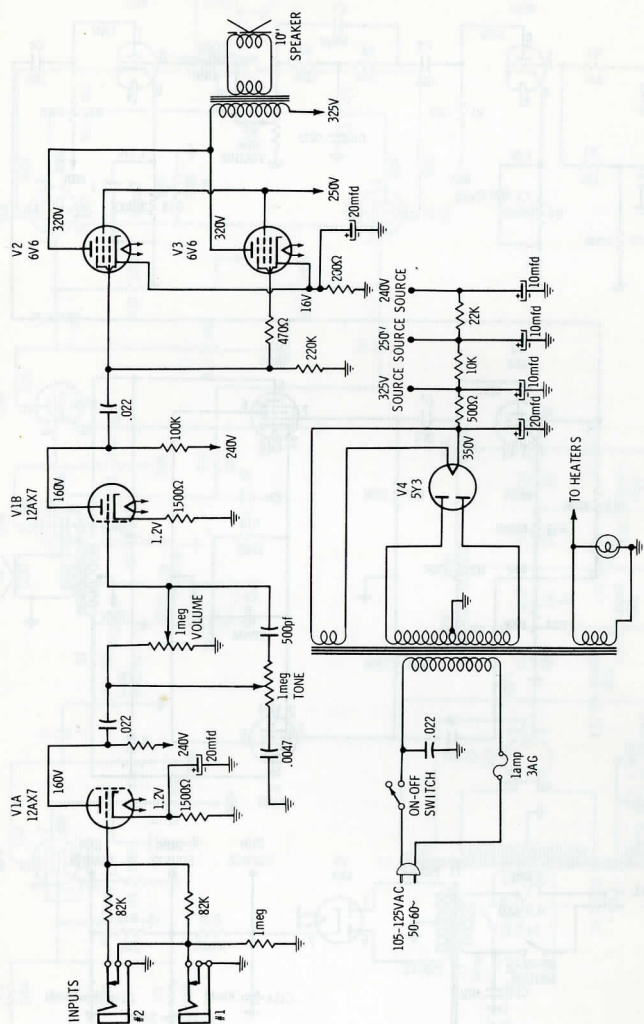 INPUTS
#2
#1
82K
82K
1meg
V1A
12AX7
160V
1.2V
1500Ω
20mfd
240V
.022
1meg
VOLUME
1meg
TONE
.0047
500pf
V1B
12AX7
160V
1.2V
1500Ω
100K
240V
.022
V2
6V6
320V
V3
6V6
320V
470Ω
220K
16V
200Ω
20mfd
250V
325V
10"
SPEAKER
105-125VAC
50-60~
ON-OFF
SWITCH
.022
1amp
3AG
V4
5Y3
350V
325V
SOURCE
250V
SOURCE
240V
SOURCE
500Ω
10K
22K
20mfd
10mfd
10mfd
10mfd
TO HEATERS